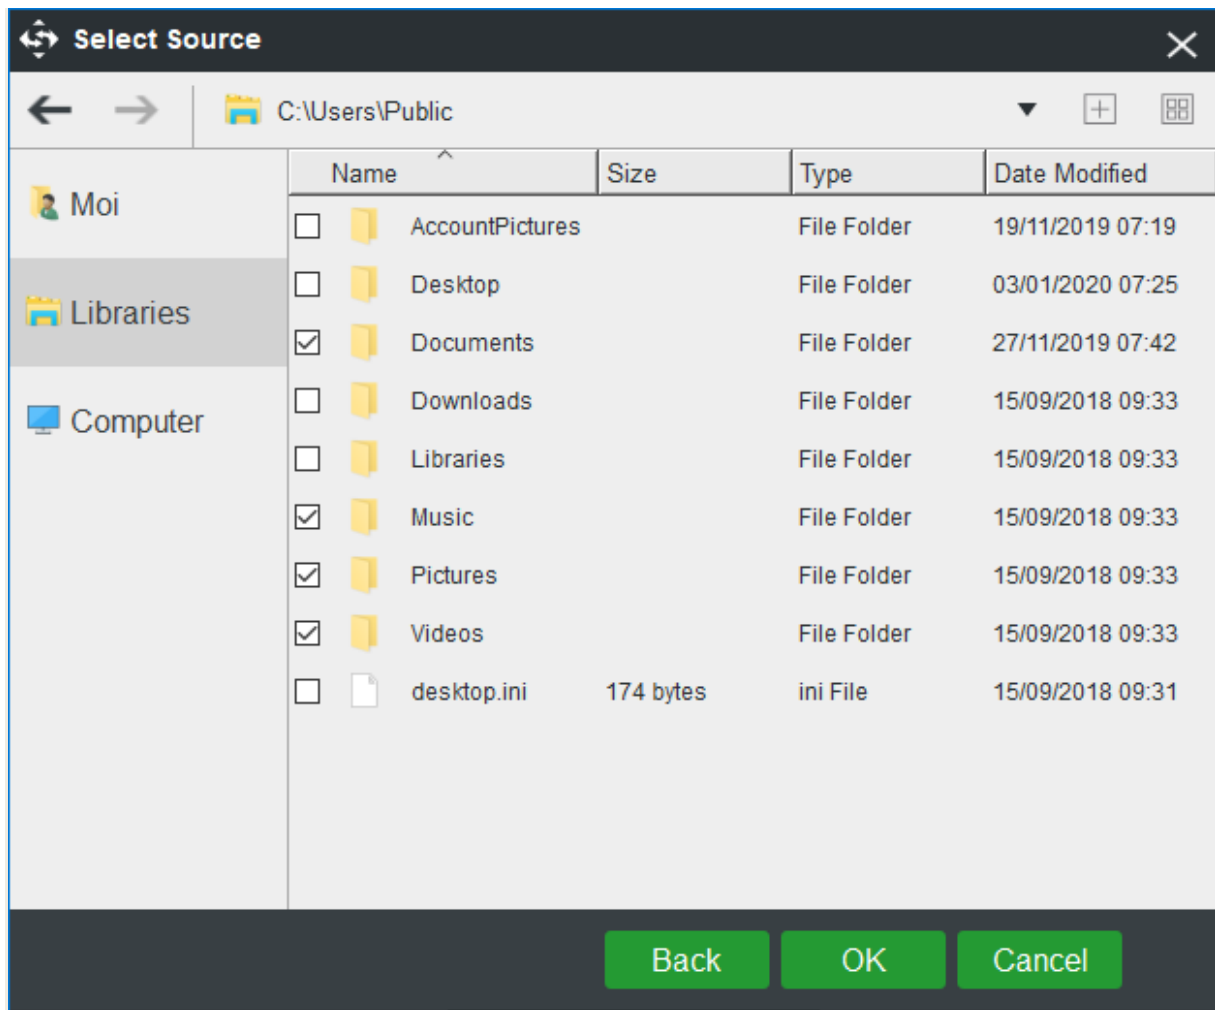 Select Source
C:\Users\Public
Name Size Type Date Modified
Moi
Libraries
Computer
AccountPictures File Folder 19/11/2019 07:19
Desktop File Folder 03/01/2020 07:25
Documents File Folder 27/11/2019 07:42
Downloads File Folder 15/09/2018 09:33
Libraries File Folder 15/09/2018 09:33
Music File Folder 15/09/2018 09:33
Pictures File Folder 15/09/2018 09:33
Videos File Folder 15/09/2018 09:33
desktop.ini 174 bytes ini File 15/09/2018 09:31
Back OK Cancel